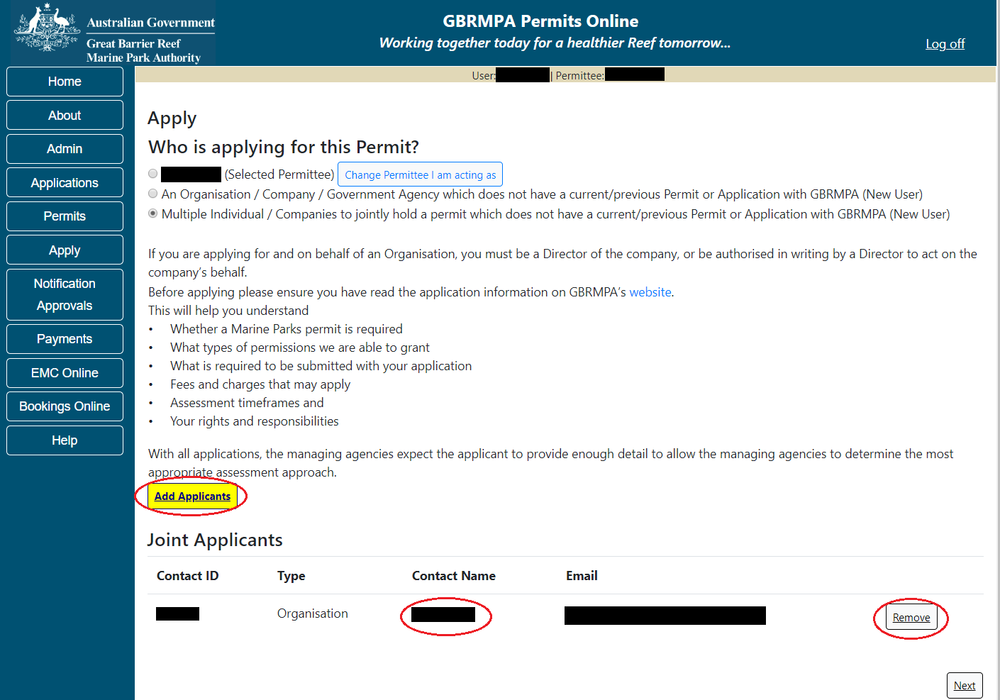 Australian Government
Great Barrier Reef
Marine Park Authority
GBRMPA Permits Online
Working together today for a healthier Reef tomorrow...
Log off
Home
About
Admin
Applications
Permits
Apply
Notification
Approvals
Payments
EMC Online
Bookings Online
Help
User: | Permittee:
Apply
Who is applying for this Permit?
(Selected Permittee) Change Permittee I am acting as
An Organisation / Company / Government Agency which does not have a current/previous Permit or Application with GBRMPA (New User)
Multiple Individual / Companies to jointly hold a permit which does not have a current/previous Permit or Application with GBRMPA (New User)
If you are applying for and on behalf of an Organisation, you must be a Director of the company, or be authorised in writing by a Director to act on the
company’s behalf.
Before applying please ensure you have read the application information on GBRMPA’s website.
This will help you understand
• Whether a Marine Parks permit is required
• What types of permissions we are able to grant
• What is required to be submitted with your application
• Fees and charges that may apply
• Assessment timeframes and
• Your rights and responsibilities
With all applications, the managing agencies expect the applicant to provide enough detail to allow the managing agencies to determine the most
appropriate assessment approach.
Add Applicants
Joint Applicants
Contact ID Type Contact Name Email
Organisation Remove
Next